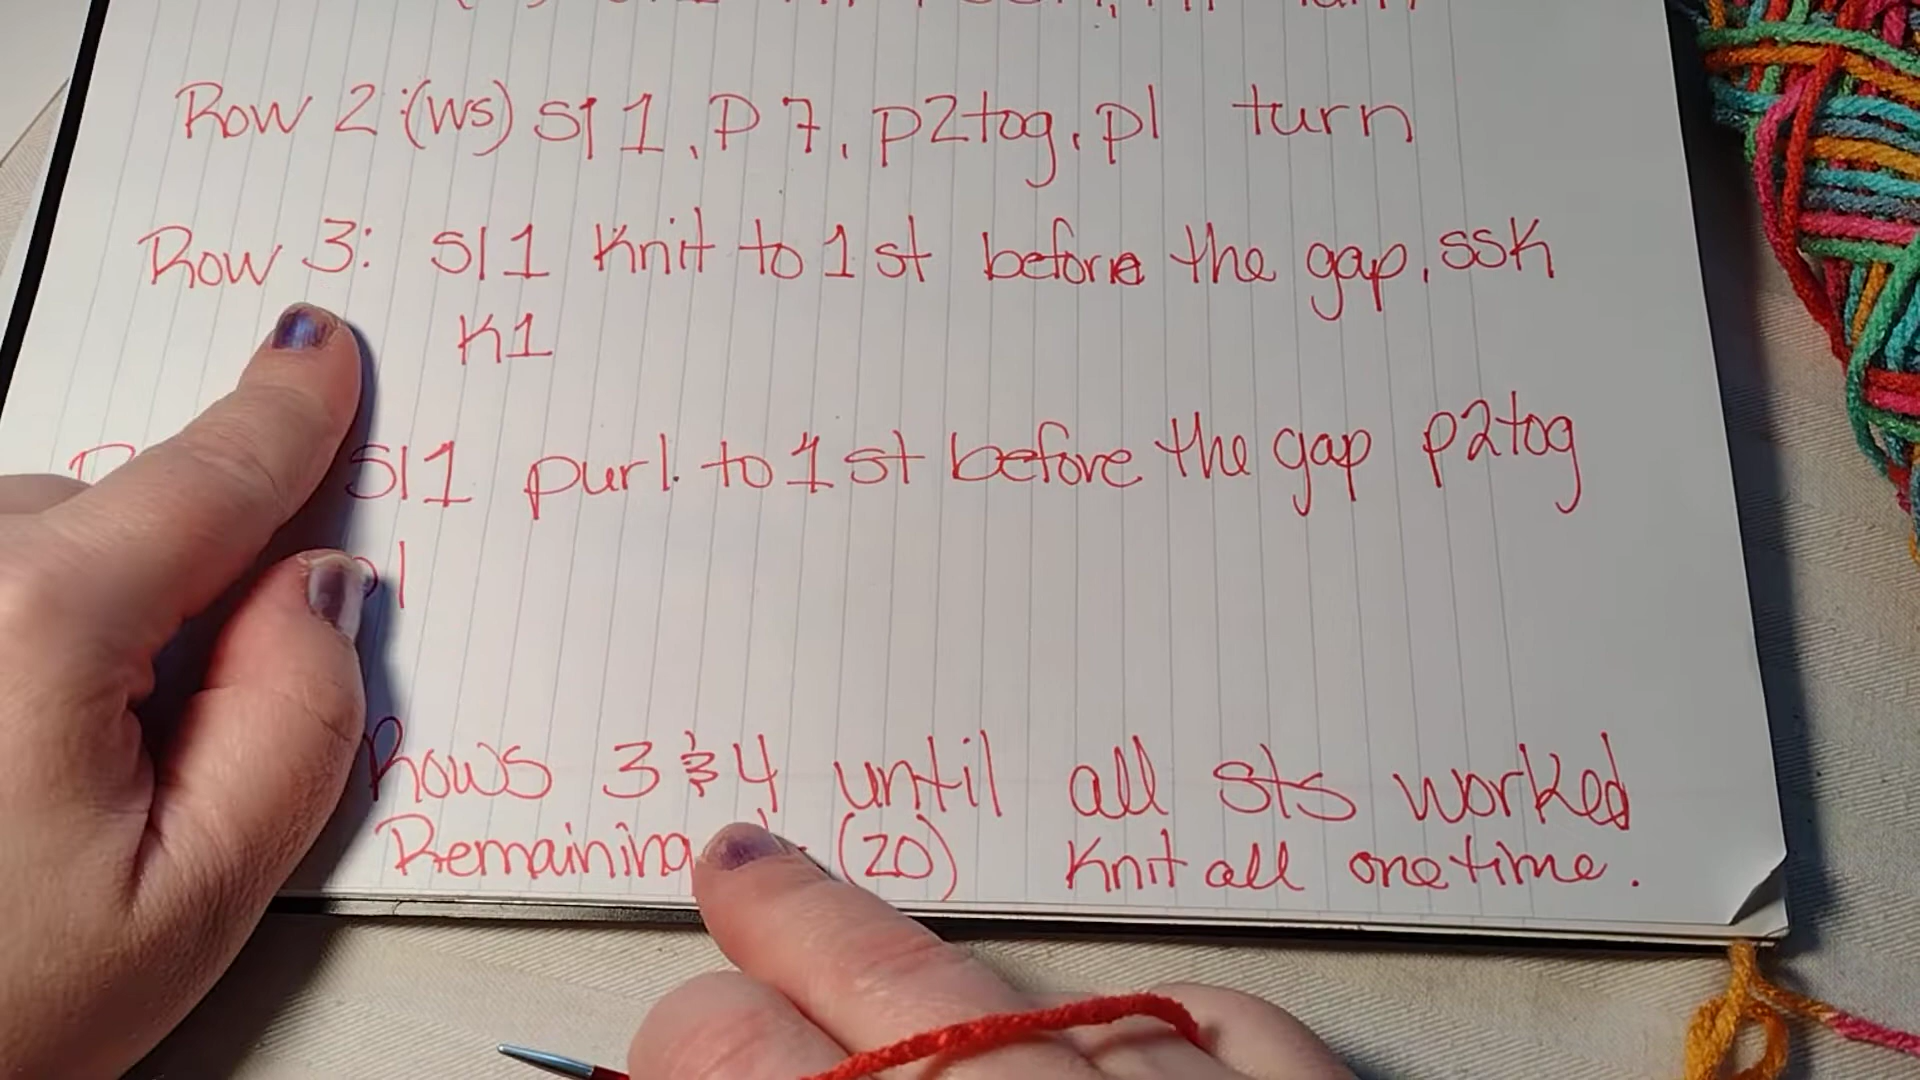 Row 2: (ws) sl 1, P 7, p2tog, p1 turn
Row 3: sl 1 Knit to 1 st before the gap, ssk
K1
sl 1 purl to 1 st before the gap p2tog
p1
Rows 3 & 4 until all sts worked
Remaining (20) Knit all one time.